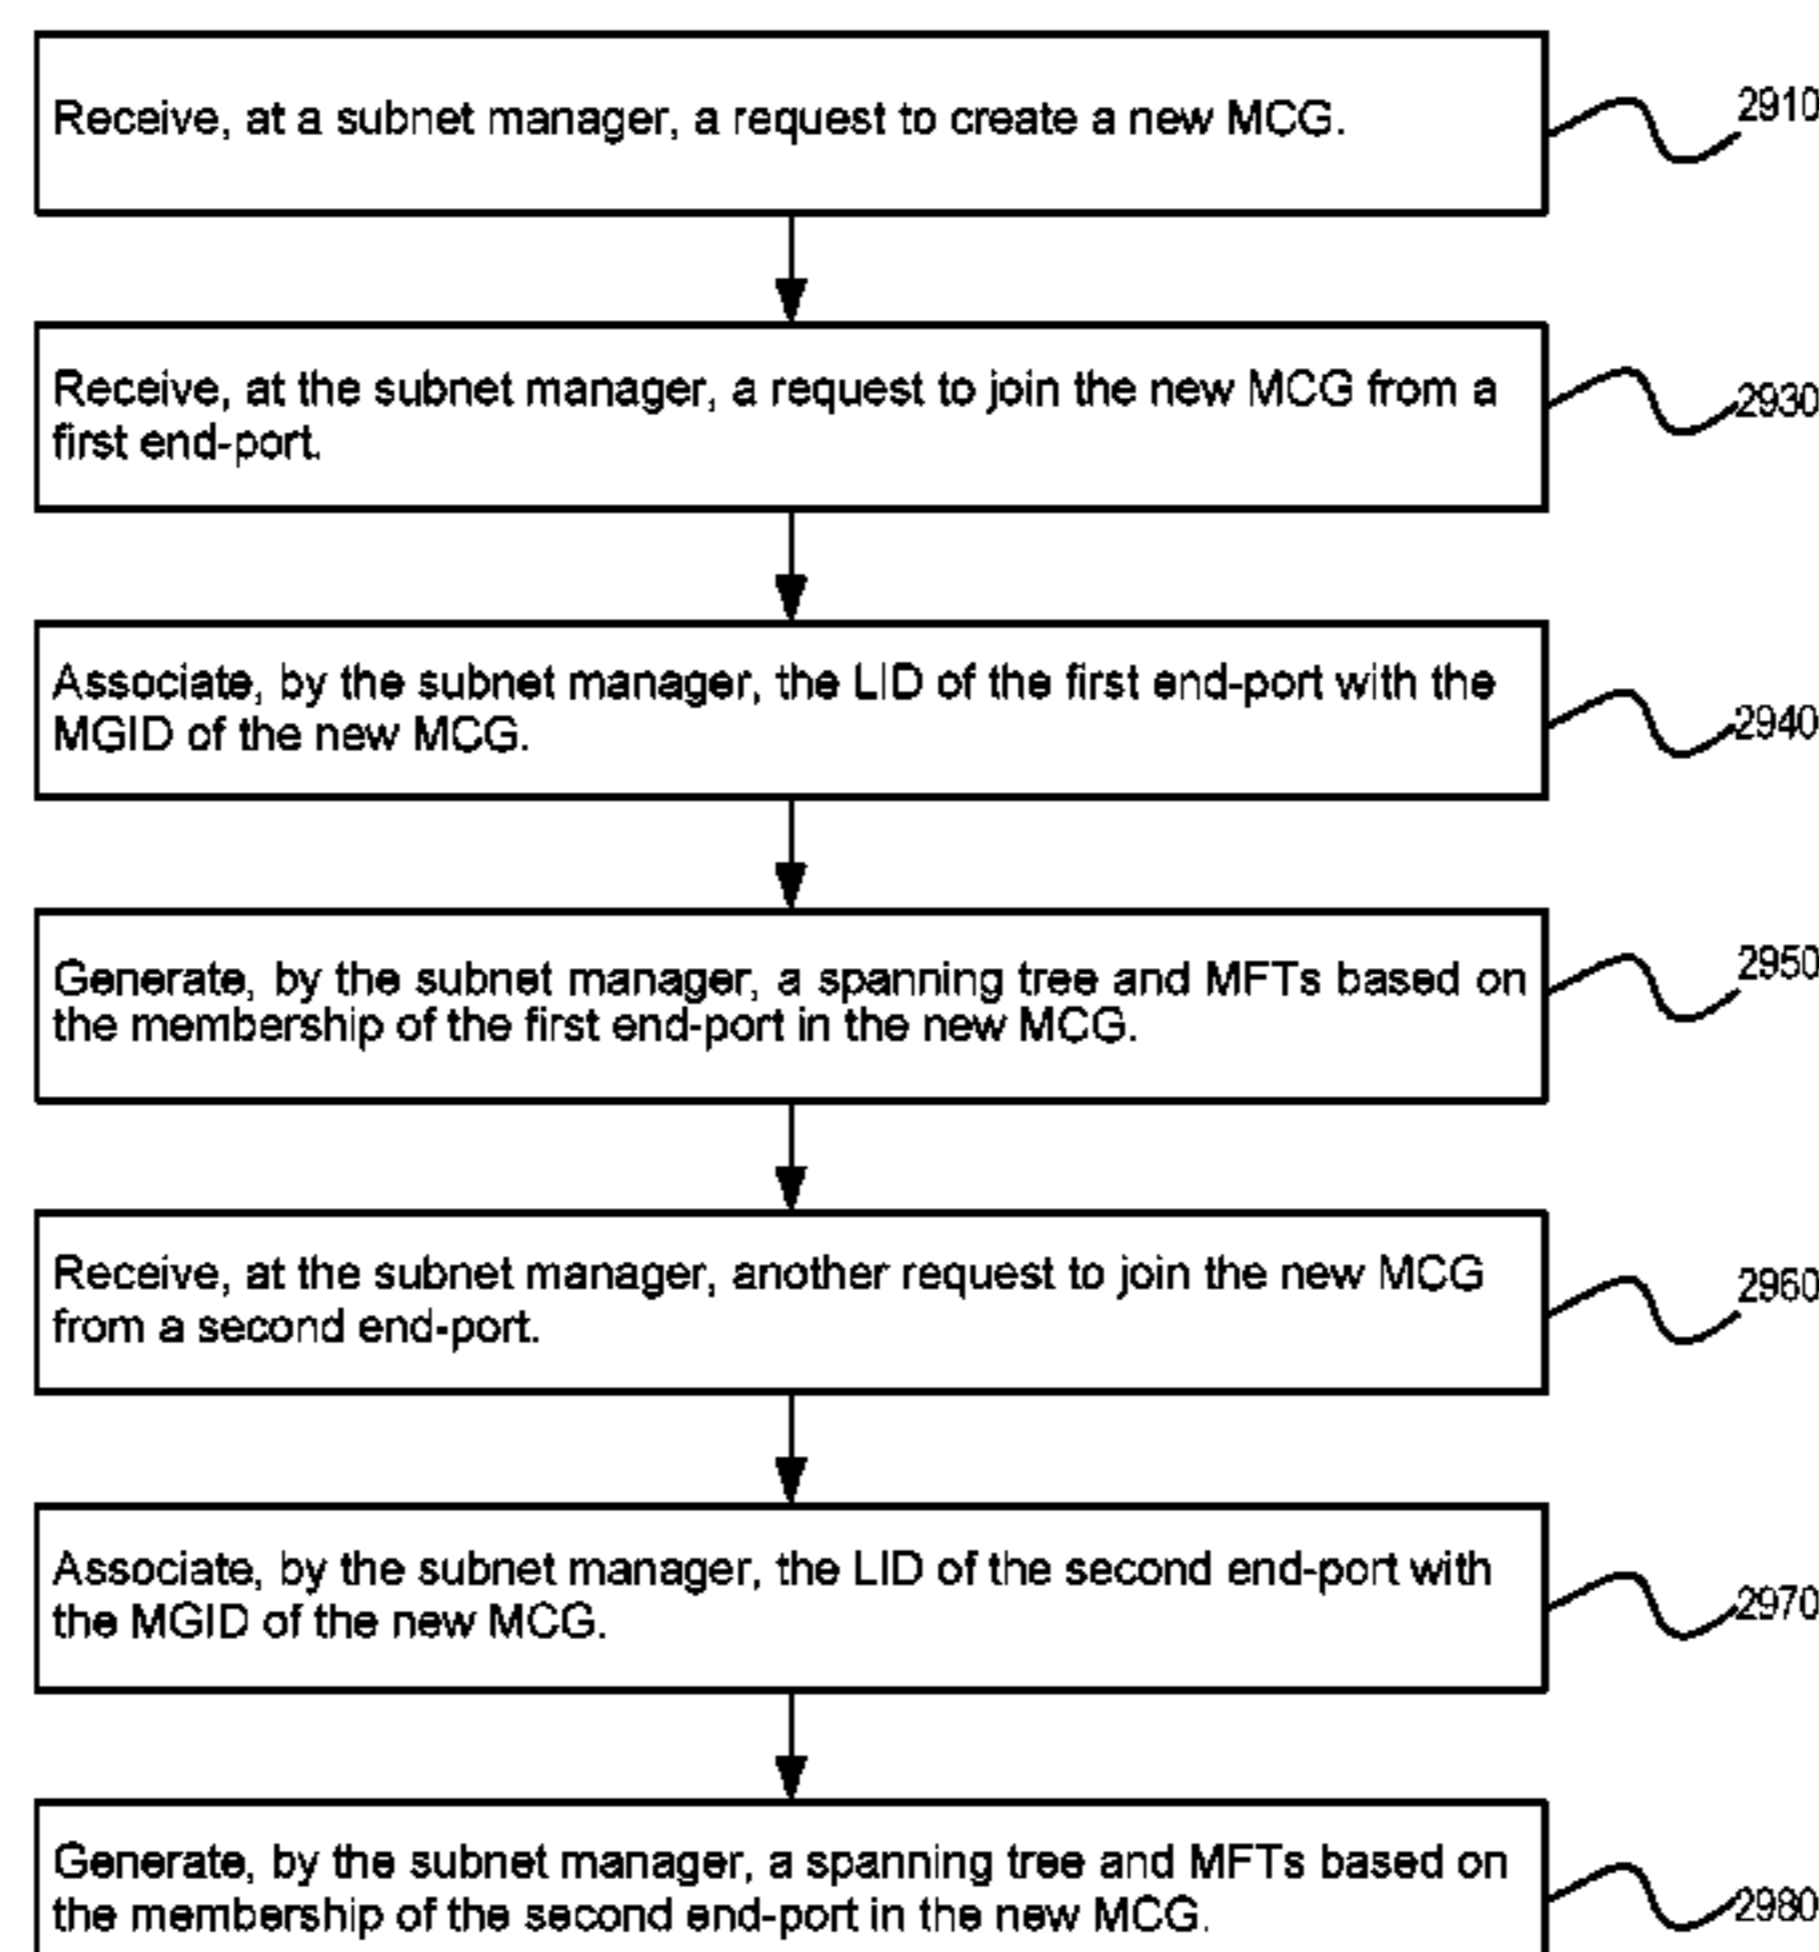 Receive, at a subnet manager, a request to create a new MCG.
2910
Receive, at the subnet manager, a request to join the new MCG from a
first end-port.
2930
Associate, by the subnet manager, the LID of the first end-port with the
MGID of the new MCG.
2940
Generate, by the subnet manager, a spanning tree and MFTs based on
the membership of the first end-port in the new MCG.
2950
Receive, at the subnet manager, another request to join the new MCG
from a second end-port.
2960
Associate, by the subnet manager, the LID of the second end-port with
the MGID of the new MCG.
2970
Generate, by the subnet manager, a spanning tree and MFTs based on
the membership of the second end-port in the new MCG.
2980